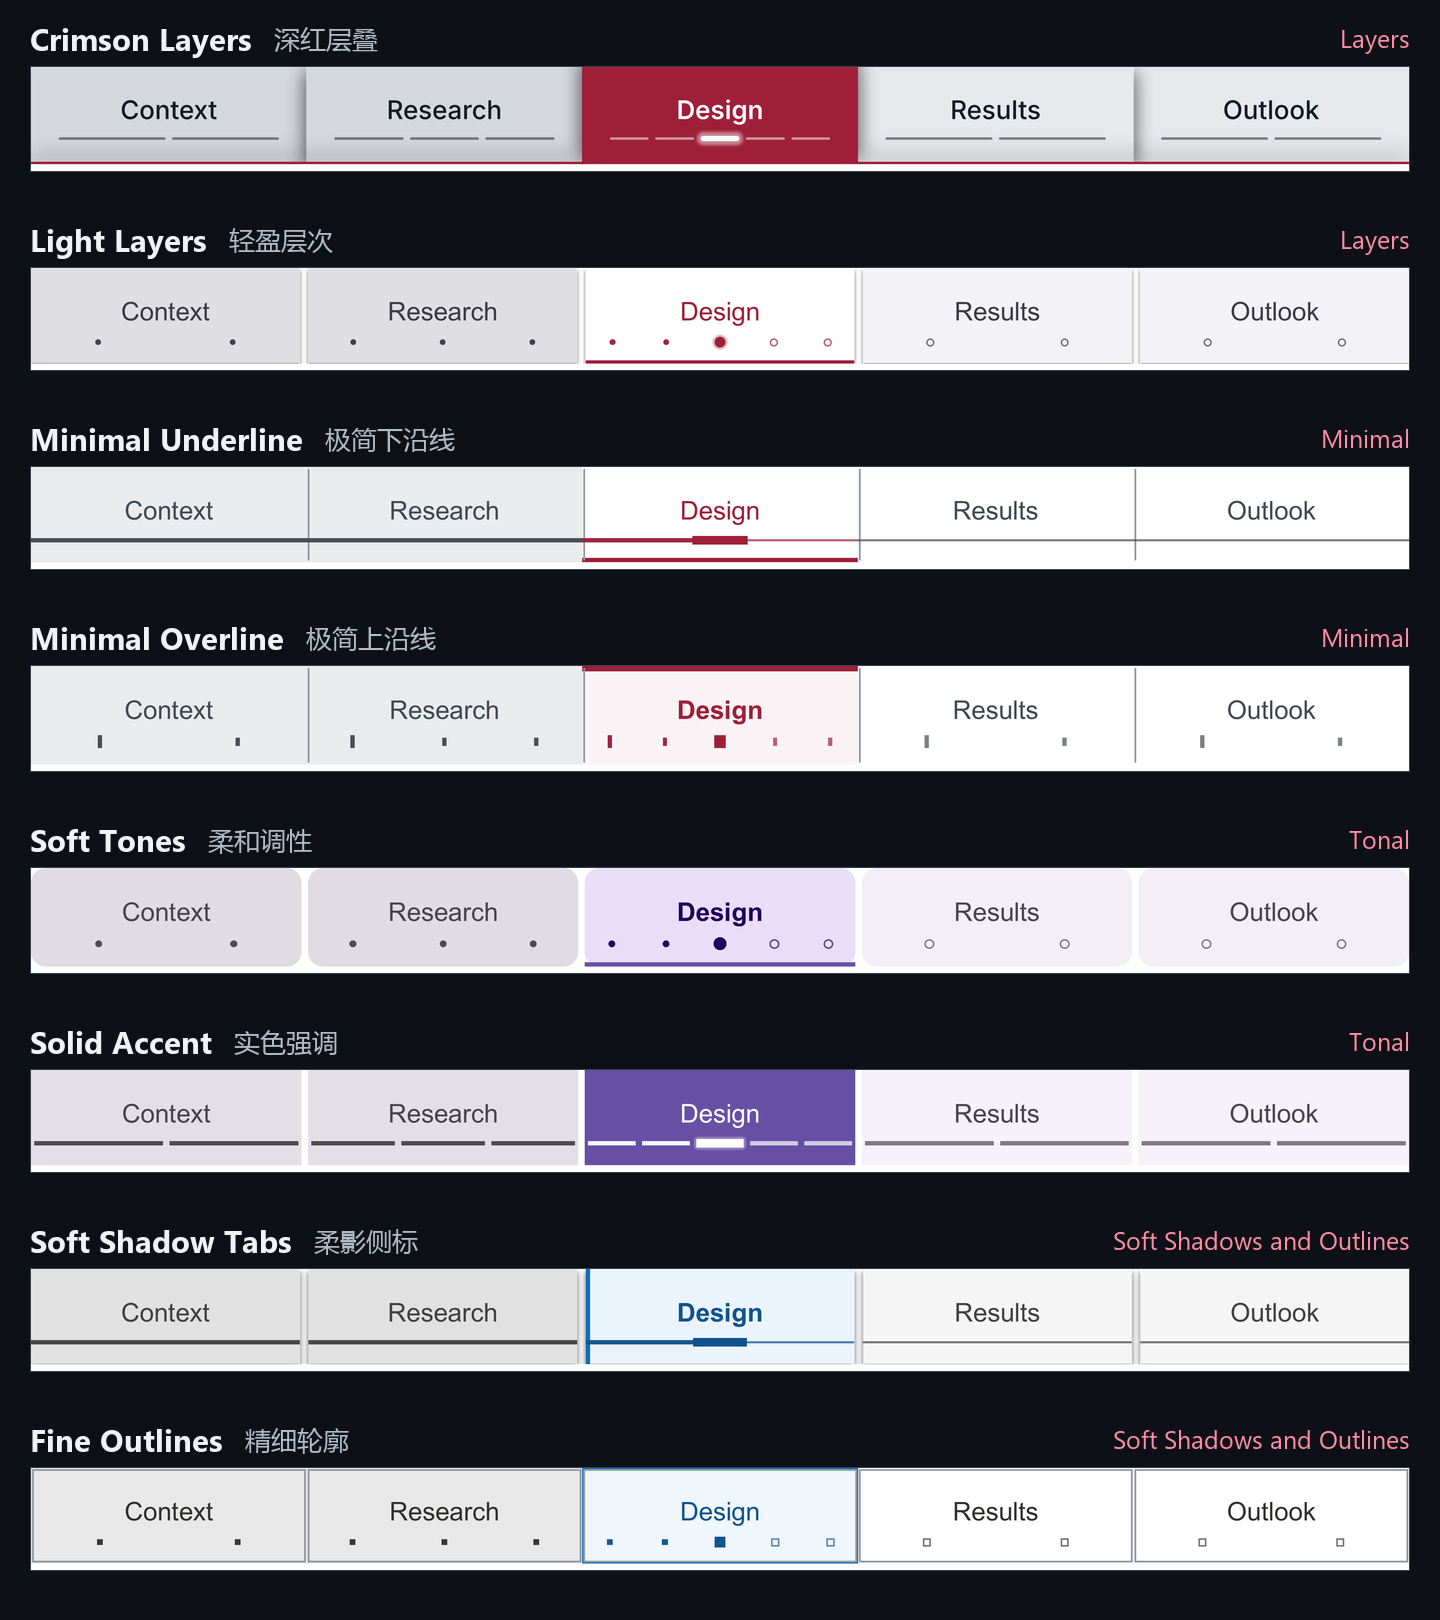 Crimson Layers 深红层叠 Layers
Context Research Design Results Outlook
Light Layers 轻盈层次 Layers
Context Research Design Results Outlook
Minimal Underline 极简下沿线 Minimal
Context Research Design Results Outlook
Minimal Overline 极简上沿线 Minimal
Context Research Design Results Outlook
Soft Tones 柔和调性 Tonal
Context Research Design Results Outlook
Solid Accent 实色强调 Tonal
Context Research Design Results Outlook
Soft Shadow Tabs 柔影侧标 Soft Shadows and Outlines
Context Research Design Results Outlook
Fine Outlines 精细轮廓 Soft Shadows and Outlines
Context Research Design Results Outlook